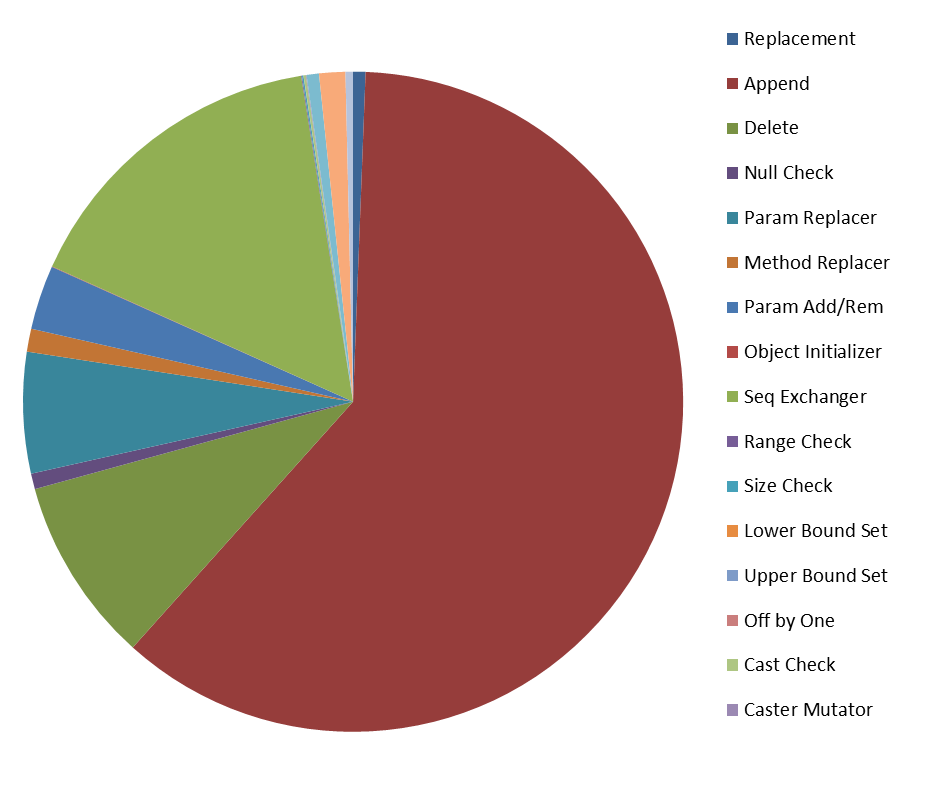 Replacement
Append
Delete
Null Check
Param Replacer
Method Replacer
Param Add/Rem
Object Initializer
Seq Exchanger
Range Check
Size Check
Lower Bound Set
Upper Bound Set
Off by One
Cast Check
Caster Mutator